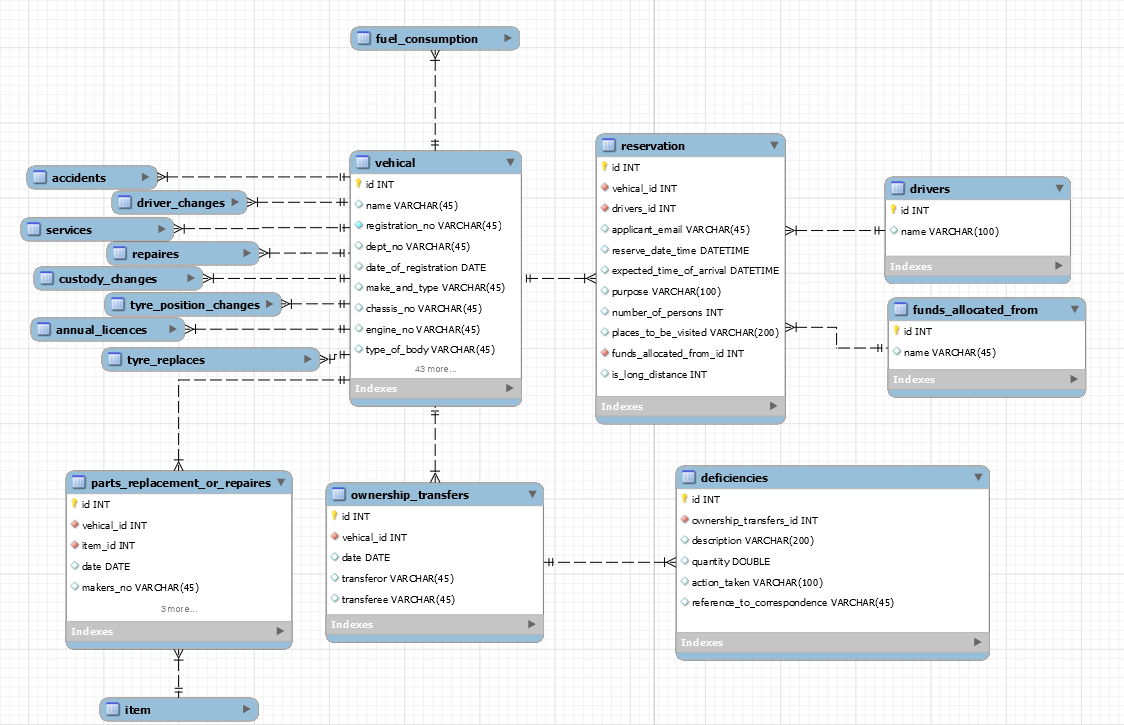 fuel_consumption
accidents
driver_changes
services
repaires
custody_changes
tyre_position_changes
annual_licences
tyre_replaces
vehical
id INT
name VARCHAR(45)
registration_no VARCHAR(45)
dept_no VARCHAR(45)
date_of_registration DATE
make_and_type VARCHAR(45)
chassis_no VARCHAR(45)
engine_no VARCHAR(45)
type_of_body VARCHAR(45)
43 more...
Indexes
reservation
id INT
vehical_id INT
drivers_id INT
applicant_email VARCHAR(45)
reserve_date_time DATETIME
expected_time_of_arrival DATETIME
purpose VARCHAR(100)
number_of_persons INT
places_to_be_visited VARCHAR(200)
funds_allocated_from_id INT
is_long_distance INT
Indexes
drivers
id INT
name VARCHAR(100)
Indexes
funds_allocated_from
id INT
name VARCHAR(45)
Indexes
parts_replacement_or_repaires
id INT
vehical_id INT
item_id INT
date DATE
makers_no VARCHAR(45)
3 more...
Indexes
ownership_transfers
id INT
vehical_id INT
date DATE
transferor VARCHAR(45)
transferee VARCHAR(45)
Indexes
deficiencies
id INT
ownership_transfers_id INT
description VARCHAR(200)
quantity DOUBLE
action_taken VARCHAR(100)
reference_to_correspondence VARCHAR(45)
Indexes
item